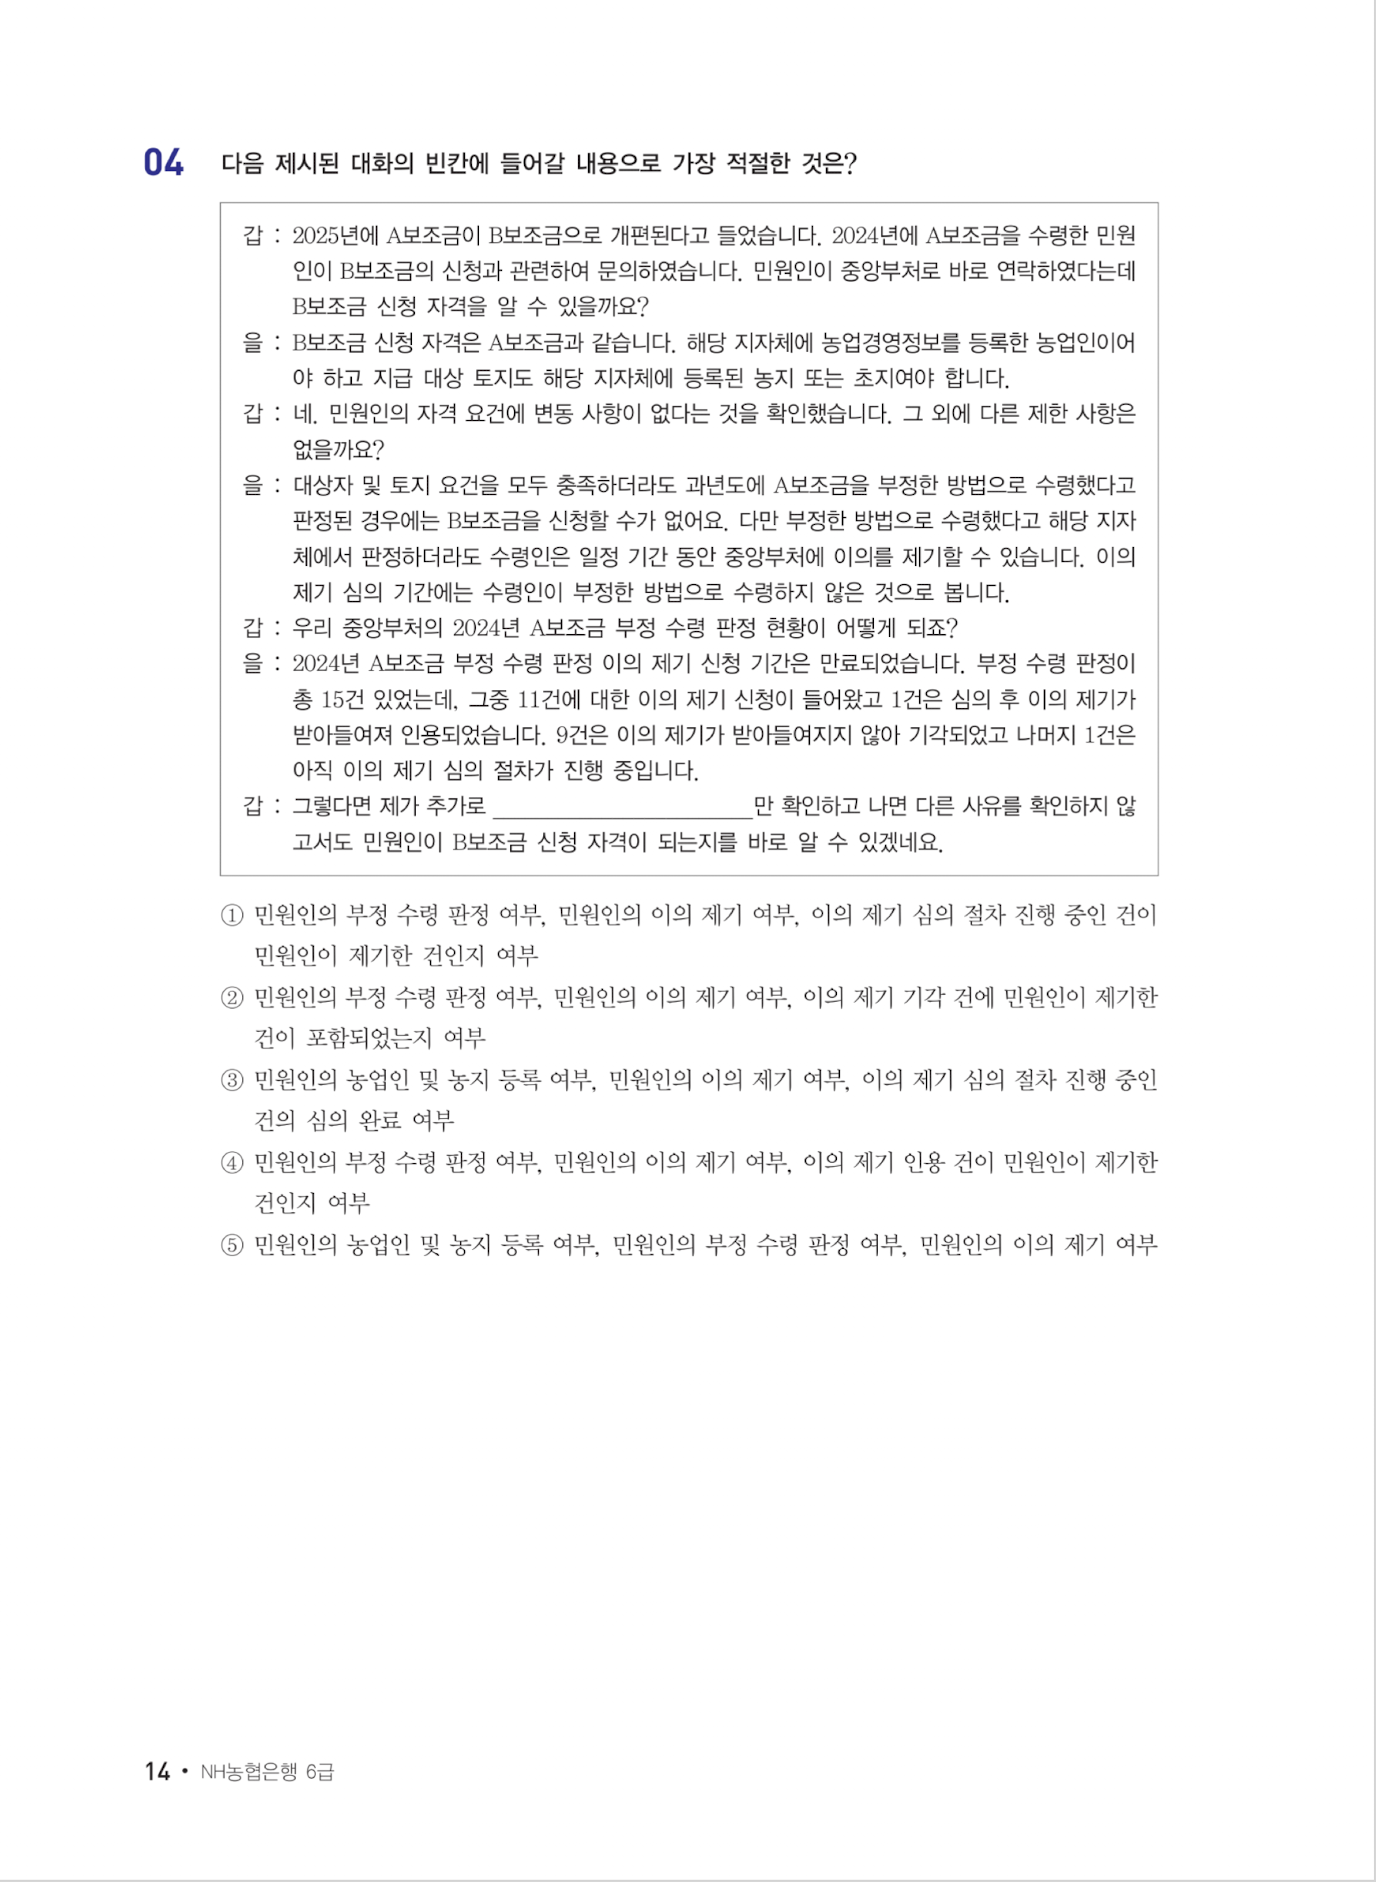 04 다음 제시된 대화의 빈칸에 들어갈 내용으로 가장 적절한 것은?
갑 : 2025년에 A보조금이 B보조금으로 개편된다고 들었습니다. 2024년에 A보조금을 수령한 민원
인이 B보조금의 신청과 관련하여 문의하였습니다. 민원인이 중앙부처로 바로 연락하였다는데
B보조금 신청 자격을 알 수 있을까요?
을 : B보조금 신청 자격은 A보조금과 같습니다. 해당 지자체에 농업경영정보를 등록한 농업인이어
야 하고 지급 대상 토지도 해당 지자체에 등록된 농지 또는 초지여야 합니다.
갑 : 네. 민원인의 자격 요건에 변동 사항이 없다는 것을 확인했습니다. 그 외에 다른 제한 사항은
없을까요?
을 : 대상자 및 토지 요건을 모두 충족하더라도 과년도에 A보조금을 부정한 방법으로 수령했다고
판정된 경우에는 B보조금을 신청할 수가 없어요. 다만 부정한 방법으로 수령했다고 해당 지자
체에서 판정하더라도 수령인은 일정 기간 동안 중앙부처에 이의를 제기할 수 있습니다. 이의
제기 심의 기간에는 수령인이 부정한 방법으로 수령하지 않은 것으로 봅니다.
갑 : 우리 중앙부처의 2024년 A보조금 부정 수령 판정 현황이 어떻게 되죠?
을 : 2024년 A보조금 부정 수령 판정 이의 제기 신청 기간은 만료되었습니다. 부정 수령 판정이
총 15건 있었는데, 그중 11건에 대한 이의 제기 신청이 들어왔고 1건은 심의 후 이의 제기가
받아들여져 인용되었습니다. 9건은 이의 제기가 받아들여지지 않아 기각되었고 나머지 1건은
아직 이의 제기 심의 절차가 진행 중입니다.
갑 : 그렇다면 제가 추가로 ____________________만 확인하고 나면 다른 사유를 확인하지 않
고서도 민원인이 B보조금 신청 자격이 되는지를 바로 알 수 있겠네요.
① 민원인의 부정 수령 판정 여부, 민원인의 이의 제기 여부, 이의 제기 심의 절차 진행 중인 건이
민원인이 제기한 건인지 여부
② 민원인의 부정 수령 판정 여부, 민원인의 이의 제기 여부, 이의 제기 기각 건에 민원인이 제기한
건이 포함되었는지 여부
③ 민원인의 농업인 및 농지 등록 여부, 민원인의 이의 제기 여부, 이의 제기 심의 절차 진행 중인
건의 심의 완료 여부
④ 민원인의 부정 수령 판정 여부, 민원인의 이의 제기 여부, 이의 제기 인용 건이 민원인이 제기한
건인지 여부
⑤ 민원인의 농업인 및 농지 등록 여부, 민원인의 부정 수령 판정 여부, 민원인의 이의 제기 여부
14 • NH농협은행 6급